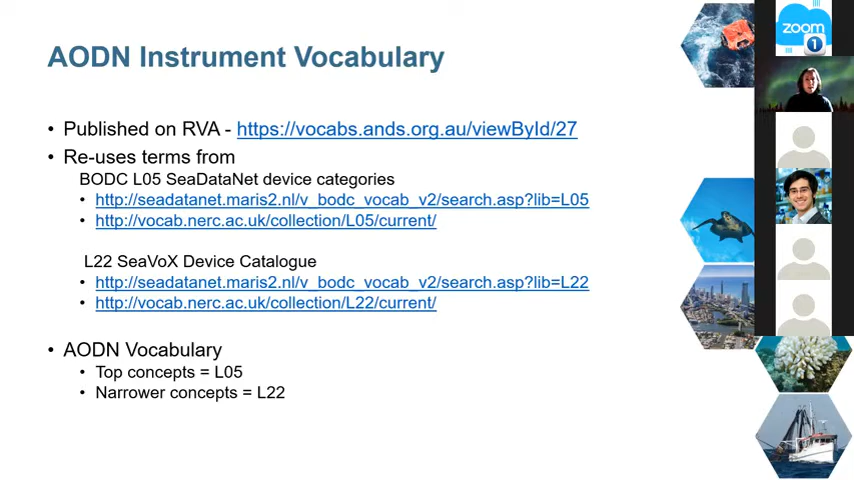 AODN Instrument Vocabulary
• Published on RVA - https://vocabs.ands.org.au/viewById/27
• Re-uses terms from
BODC L05 SeaDataNet device categories
• http://seadatanet.maris2.nl/v_bodc_vocab_v2/search.asp?lib=L05
• http://vocab.nerc.ac.uk/collection/L05/current/
L22 SeaVoX Device Catalogue
• http://seadatanet.maris2.nl/v_bodc_vocab_v2/search.asp?lib=L22
• http://vocab.nerc.ac.uk/collection/L22/current/
• AODN Vocabulary
• Top concepts = L05
• Narrower concepts = L22
zoom
1